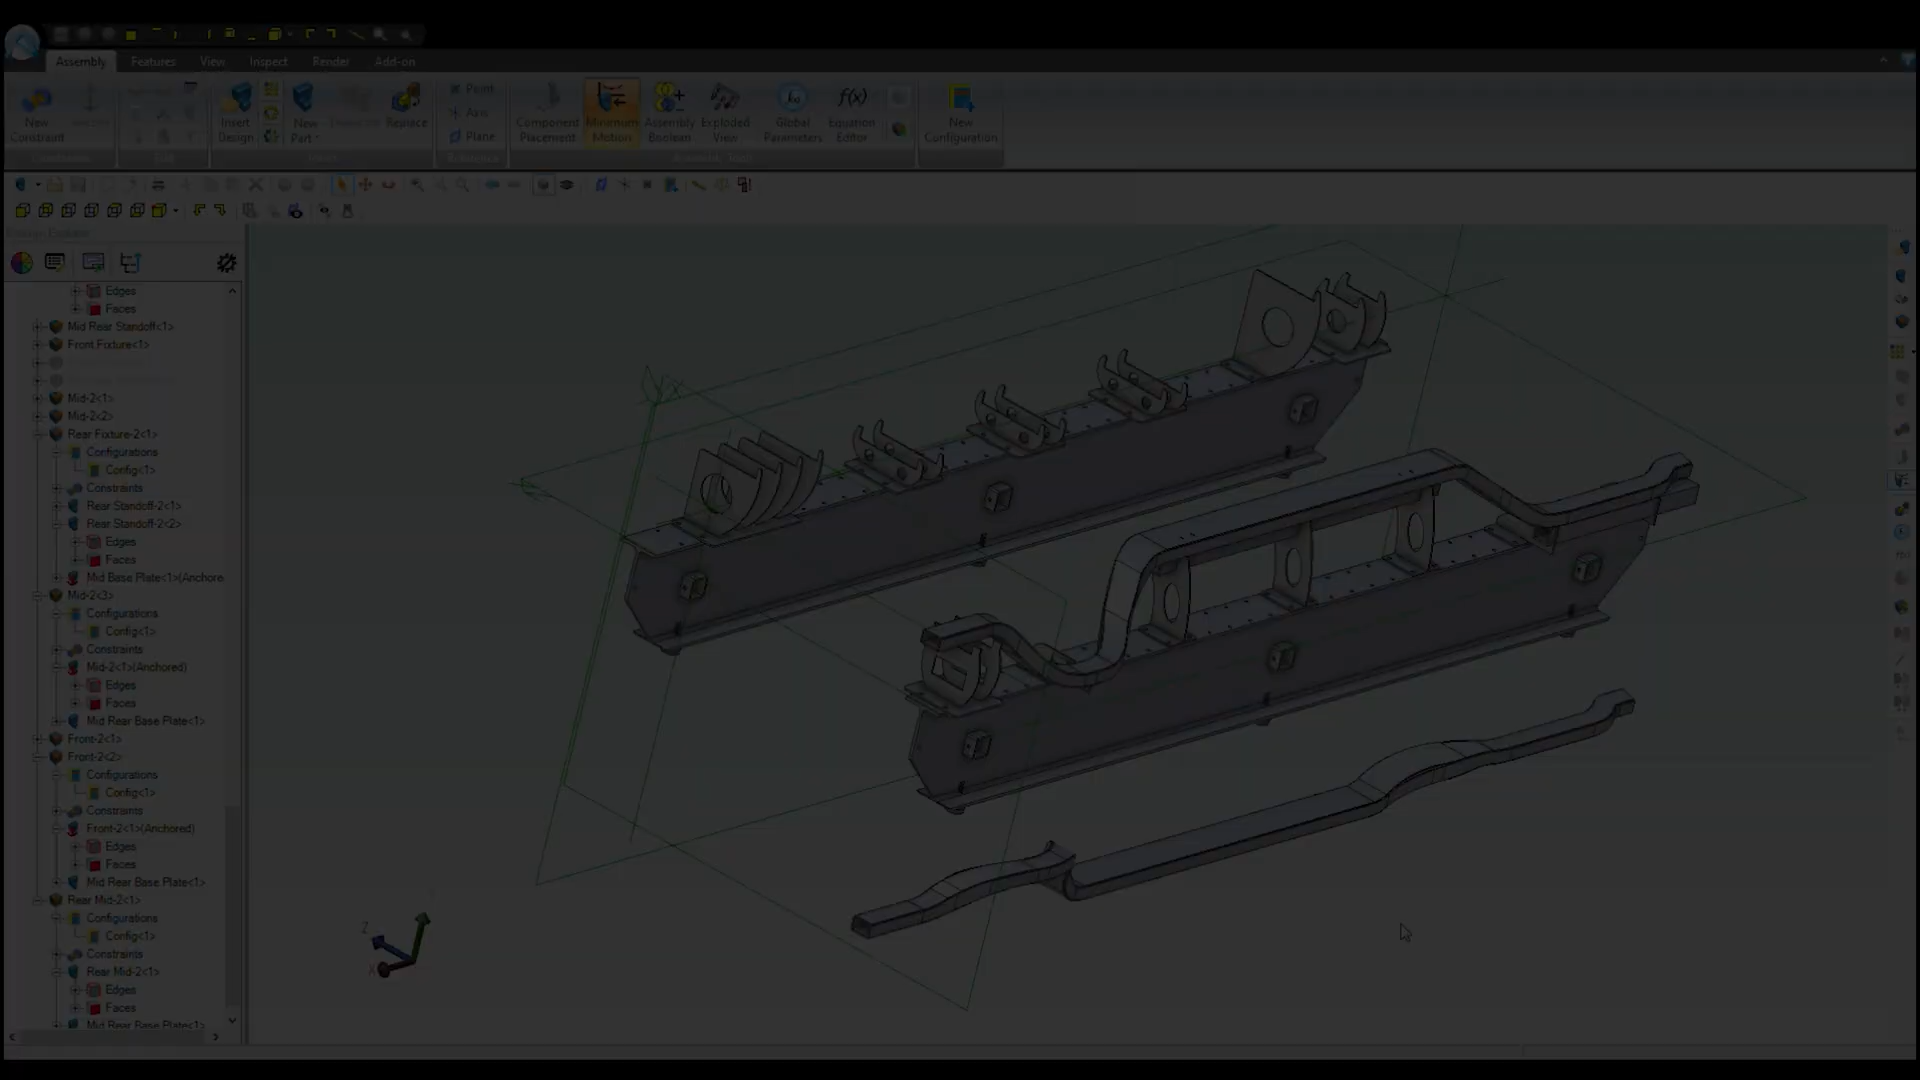 Assembly Features View Inspect Render Add-on
New Constraint
Insert Design
New Part
Replace
Point
Axis
Plane
Component Placement
Minimum Motion
Assembly Boolean
Exploded View
Global Parameters
f(x)
Equation Editor
New Configuration
Edges
Faces
Mid Rear Standoff<1>
Front Fixture<1>
Mid-2<1>
Mid-2<2>
Rear Fixture-2<1>
Configurations
Config<1>
Constraints
Rear Standoff-2<1>
Rear Standoff-2<2>
Edges
Faces
Mid Base Plate<1>(Anchore
Mid-2<3>
Configurations
Config<1>
Constraints
Mid-2<1>(Anchored)
Edges
Faces
Mid Rear Base Plate<1>
Front-2<1>
Front-2<2>
Configurations
Config<1>
Constraints
Front-2<1>(Anchored)
Edges
Faces
Mid Rear Base Plate<1>
Rear Mid-2<1>
Configurations
Config<1>
Constraints
Rear Mid-2<1>
Edges
Faces
Mid Rear Base Plate<1>
Z
X